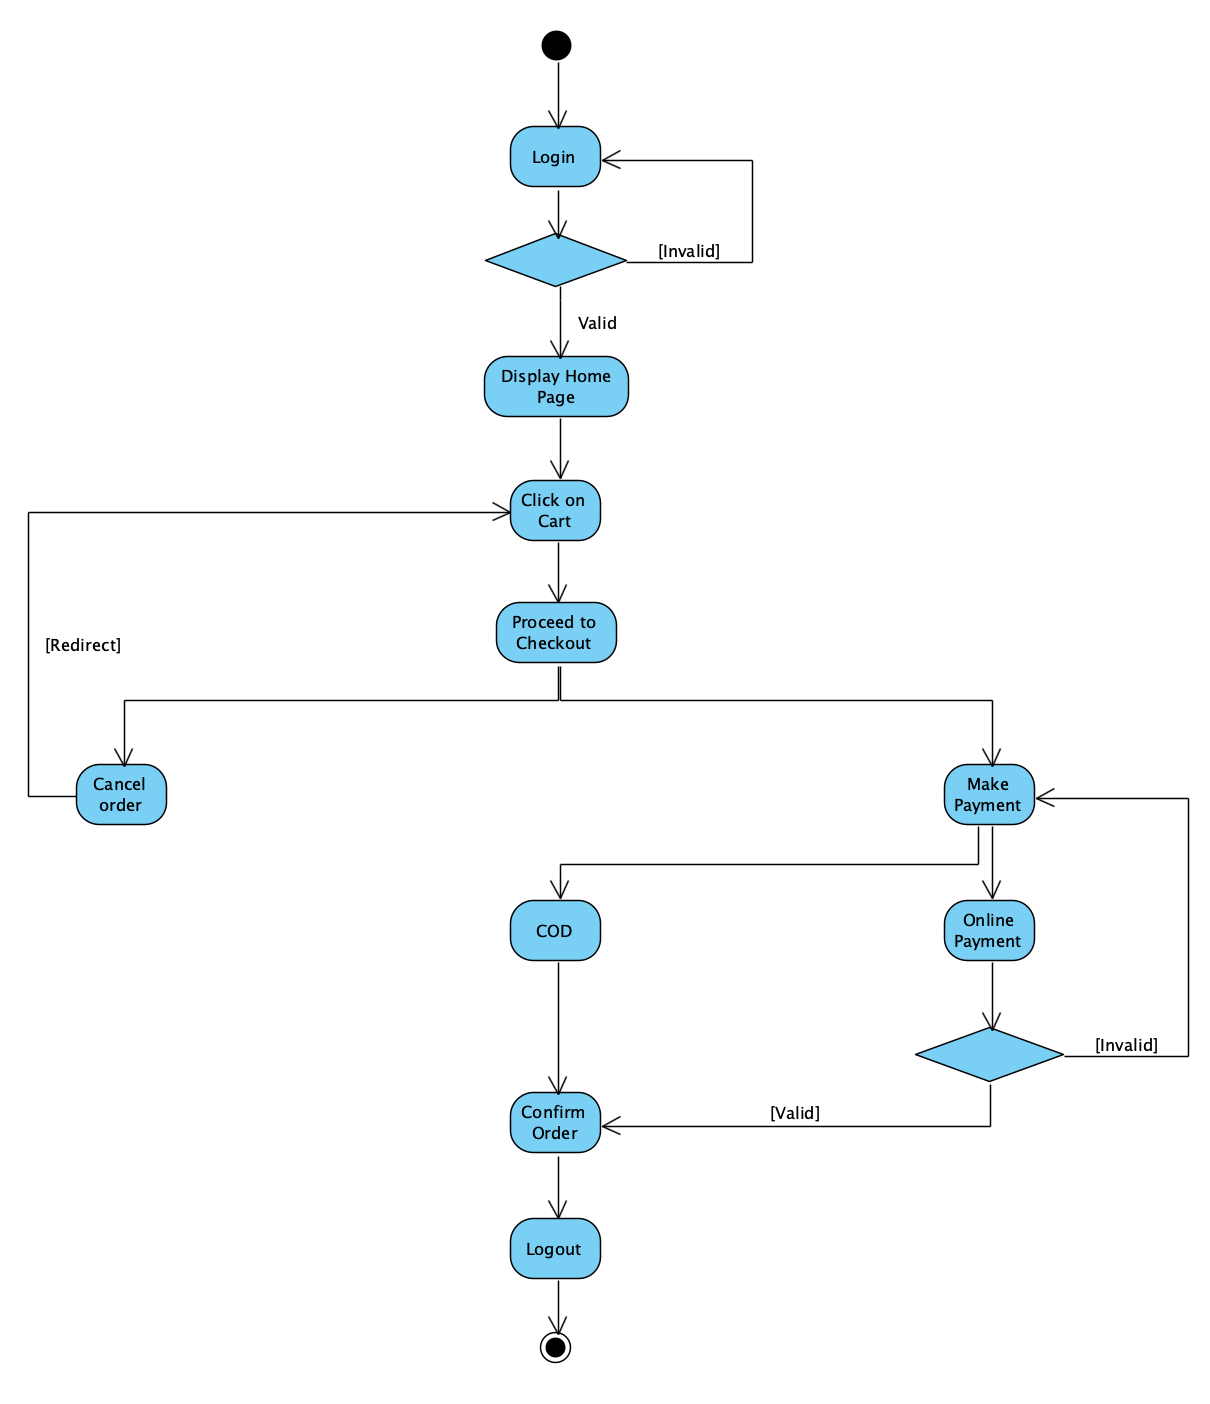 Login
[Invalid]
Valid
Display Home
Page
Click on
Cart
Proceed to
Checkout
[Redirect]
Cancel
order
Make
Payment
COD
Online
Payment
[Invalid]
[Valid]
Confirm
Order
Logout